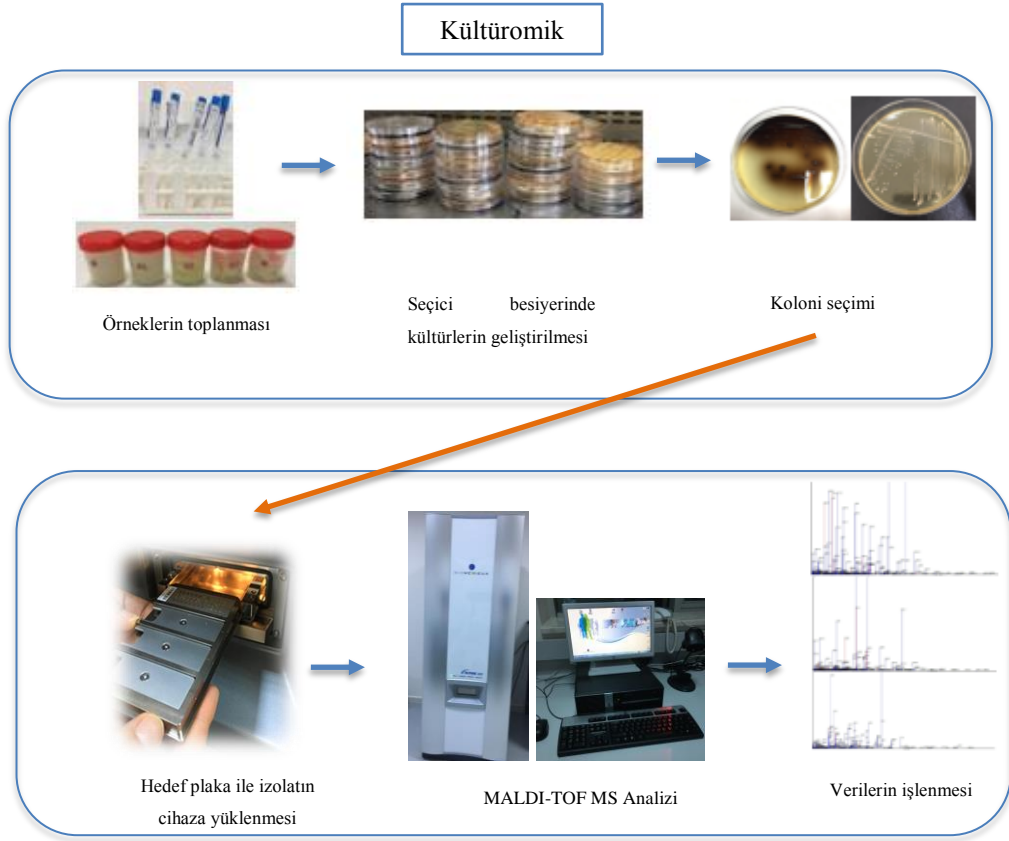 Kültüromik
Örneklerin toplanması
Seçici besiyerinde
kültürlerin geliştirilmesi
Koloni seçimi
Hedef plaka ile izolatın
cihaza yüklenmesi
MALDI-TOF MS Analizi
Verilerin işlenmesi